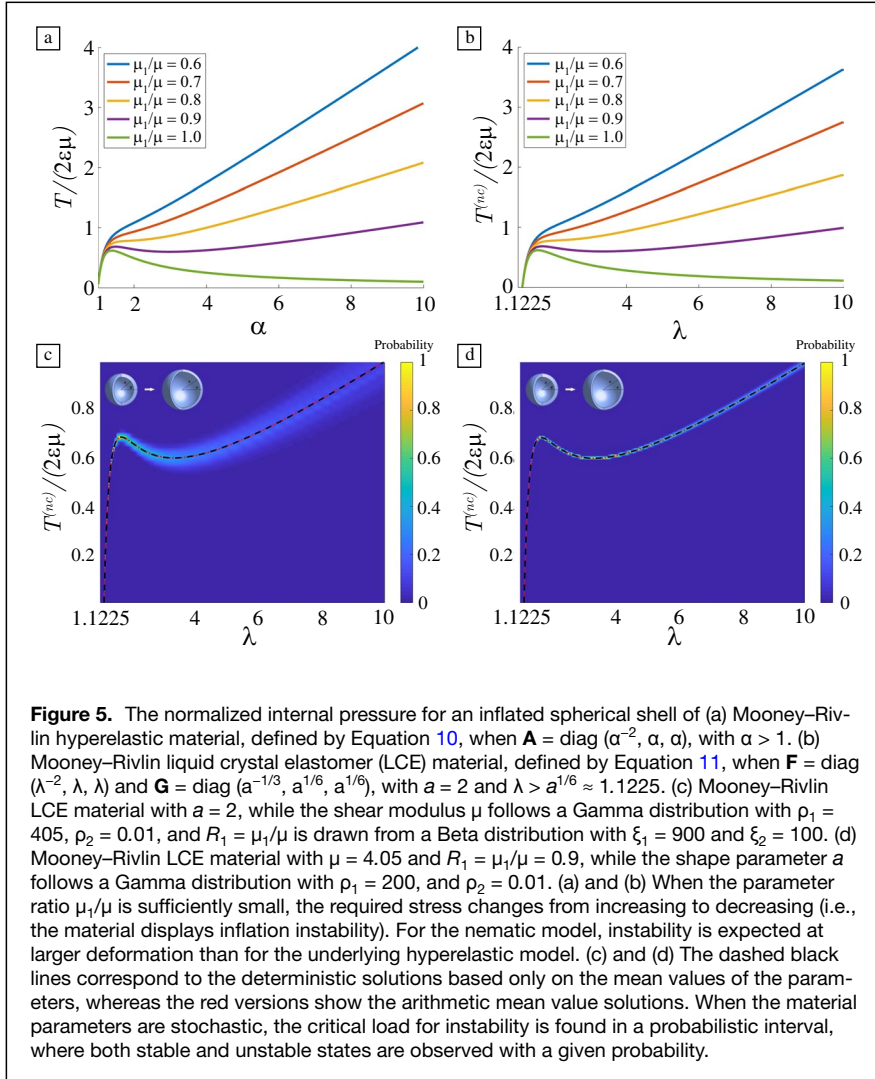 a
b
4
3
2
1
0
T/(2εμ)
μ₁/μ = 0.6
μ₁/μ = 0.7
μ₁/μ = 0.8
μ₁/μ = 0.9
μ₁/μ = 1.0
1 2 4 6 8 10
α
4
3
2
1
0
T⁽ⁿᶜ⁾/(2εμ)
μ₁/μ = 0.6
μ₁/μ = 0.7
μ₁/μ = 0.8
μ₁/μ = 0.9
μ₁/μ = 1.0
1.1225 4 6 8 10
λ
c
Probability
T⁽ⁿᶜ⁾/(2εμ)
0.8
0.6
0.4
0.2
1.1225 4 6 8 10
λ
1
0.8
0.6
0.4
0.2
0
d
Probability
T⁽ⁿᶜ⁾/(2εμ)
0.8
0.6
0.4
0.2
1.1225 4 6 8 10
λ
1
0.8
0.6
0.4
0.2
0
Figure 5. The normalized internal pressure for an inflated spherical shell of (a) Mooney–Riv-
lin hyperelastic material, defined by Equation 10, when A = diag (α⁻², α, α), with α > 1. (b)
Mooney–Rivlin liquid crystal elastomer (LCE) material, defined by Equation 11, when F = diag
(λ⁻², λ, λ) and G = diag (a⁻¹/³, a¹/⁶, a¹/⁶), with a = 2 and λ > a¹/⁶ ≈ 1.1225. (c) Mooney–Rivlin
LCE material with a = 2, while the shear modulus μ follows a Gamma distribution with ρ₁ =
405, ρ₂ = 0.01, and R₁ = μ₁/μ is drawn from a Beta distribution with ξ₁ = 900 and ξ₂ = 100. (d)
Mooney–Rivlin LCE material with μ = 4.05 and R₁ = μ₁/μ = 0.9, while the shape parameter a
follows a Gamma distribution with ρ₁ = 200, and ρ₂ = 0.01. (a) and (b) When the parameter
ratio μ₁/μ is sufficiently small, the required stress changes from increasing to decreasing (i.e.,
the material displays inflation instability). For the nematic model, instability is expected at
larger deformation than for the underlying hyperelastic model. (c) and (d) The dashed black
lines correspond to the deterministic solutions based only on the mean values of the param-
eters, whereas the red versions show the arithmetic mean value solutions. When the material
parameters are stochastic, the critical load for instability is found in a probabilistic interval,
where both stable and unstable states are observed with a given probability.